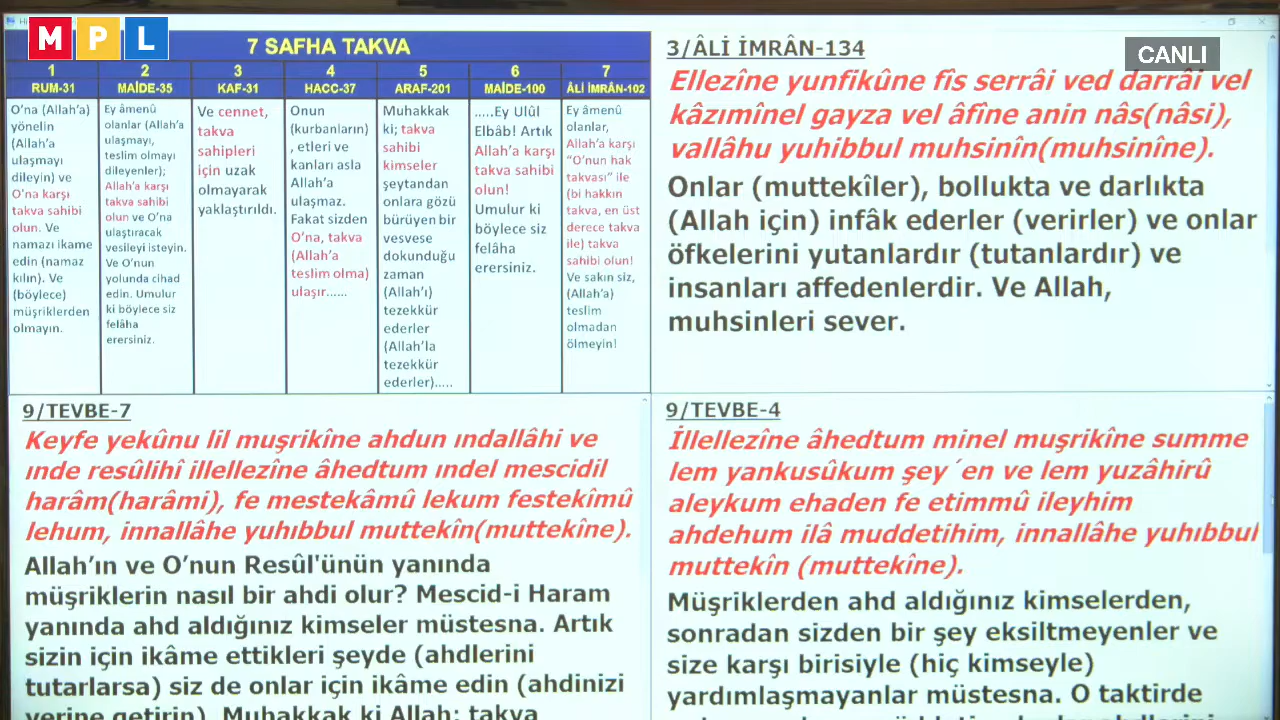 MPL
CANLI
7 SAFHA TAKVA
1
RUM-31
O’na (Allah’a)
yönelin
(Allah’a
ulaşmayı
dileyin) ve
O'na karşı
takva sahibi
olun. Ve
namazı ikame
edin (namaz
kılın). Ve
(böylece)
müşriklerden
olmayın.
2
MAİDE-35
Ey âmenû
olanlar (Allah’a
ulaşmayı,
teslim olmayı
dileyenler);
Allah’a karşı
takva sahibi
olun ve O’na
ulaştıracak
vesileyi isteyin.
Ve O’nun
yolunda cihad
edin. Umulur
ki böylece siz
felâha
erersiniz.
3
KAF-31
Ve cennet,
takva
sahipleri
için uzak
olmayarak
yaklaştırıldı.
4
HACC-37
Onun
(kurbanların)
, etleri ve
kanları asla
Allah’a
ulaşmaz.
Fakat sizden
O’na, takva
(Allah’a
teslim olma)
ulaşır......
5
ARAF-201
Muhakkak
ki; takva
sahibi
kimseler
şeytandan
onlara gözü
bürüyen bir
vesvese
dokunduğu
zaman
(Allah’ı)
tezekkür
ederler
(Allah’la
tezekkür
ederler).....
6
MAİDE-100
.....Ey Ulûl
Elbâb! Artık
Allah’a karşı
takva sahibi
olun!
Umulur ki
böylece siz
felâha
erersiniz.
7
ÂLİ İMRÂN-102
Ey âmenû
olanlar,
Allah’a karşı
“O’nun hak
takvası” ile
(bi hakkın
takva, en üst
derece takva
ile) takva
sahibi olun!
Ve sakın siz,
(Allah’a)
teslim
olmadan
ölmeyin!
3/ÂLİ İMRÂN-134
Ellezîne yunfikûne fîs serrâi ved darrâi vel
kâzımînel gayza vel âfîne anin nâs(nâsi),
vallâhu yuhibbul muhsinîn(muhsinîne).
Onlar (muttekîler), bollukta ve darlıkta
(Allah için) infâk ederler (verirler) ve onlar
öfkelerini yutanlardır (tutanlardır) ve
insanları affedenlerdir. Ve Allah,
muhsinleri sever.
9/TEVBE-7
Keyfe yekûnu lil muşrikîne ahdun ındallâhi ve
ınde resûlihî illellezîne âhedtum ındel mescidil
harâm(harâmi), fe mestekâmû lekum festekîmû
lehum, innallâhe yuhıbbul muttekîn(muttekîne).
Allah’ın ve O’nun Resûl'ünün yanında
müşriklerin nasıl bir ahdi olur? Mescid-i Haram
yanında ahd aldığınız kimseler müstesna. Artık
sizin için ikâme ettikleri şeyde (ahdlerini
tutarlarsa) siz de onlar için ikâme edin (ahdinizi
yerine getirin). Muhakkak ki Allah; takva
9/TEVBE-4
İllellezîne âhedtum minel muşrikîne summe
lem yankusûkum şey´en ve lem yuzâhirû
aleykum ehaden fe etimmû ileyhim
ahdehum ilâ muddetihim, innallâhe yuhıbbul
muttekîn (muttekîne).
Müşriklerden ahd aldığınız kimselerden,
sonradan sizden bir şey eksiltmeyenler ve
size karşı birisiyle (hiç kimseyle)
yardımlaşmayanlar müstesna. O taktirde